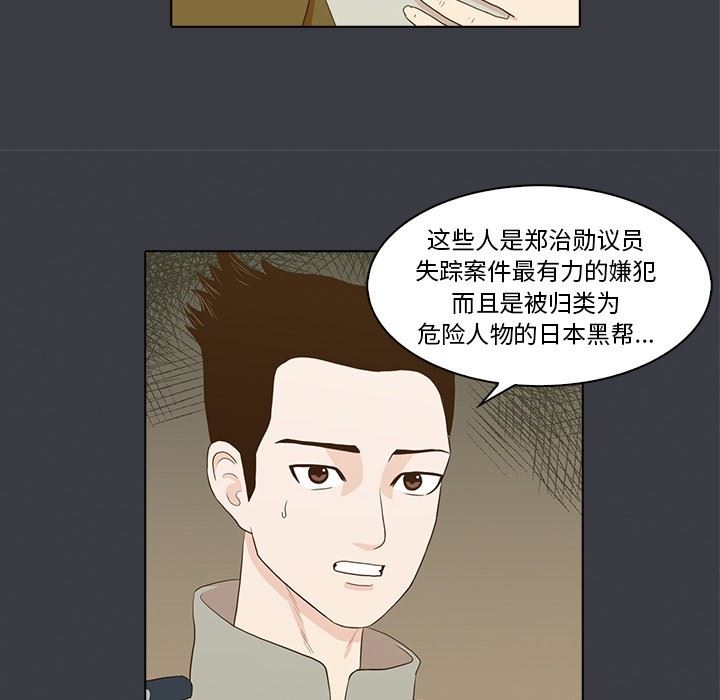 这些人是郑治勋议员
失踪案件最有力的嫌犯
而且是被归类为
危险人物的日本黑帮...